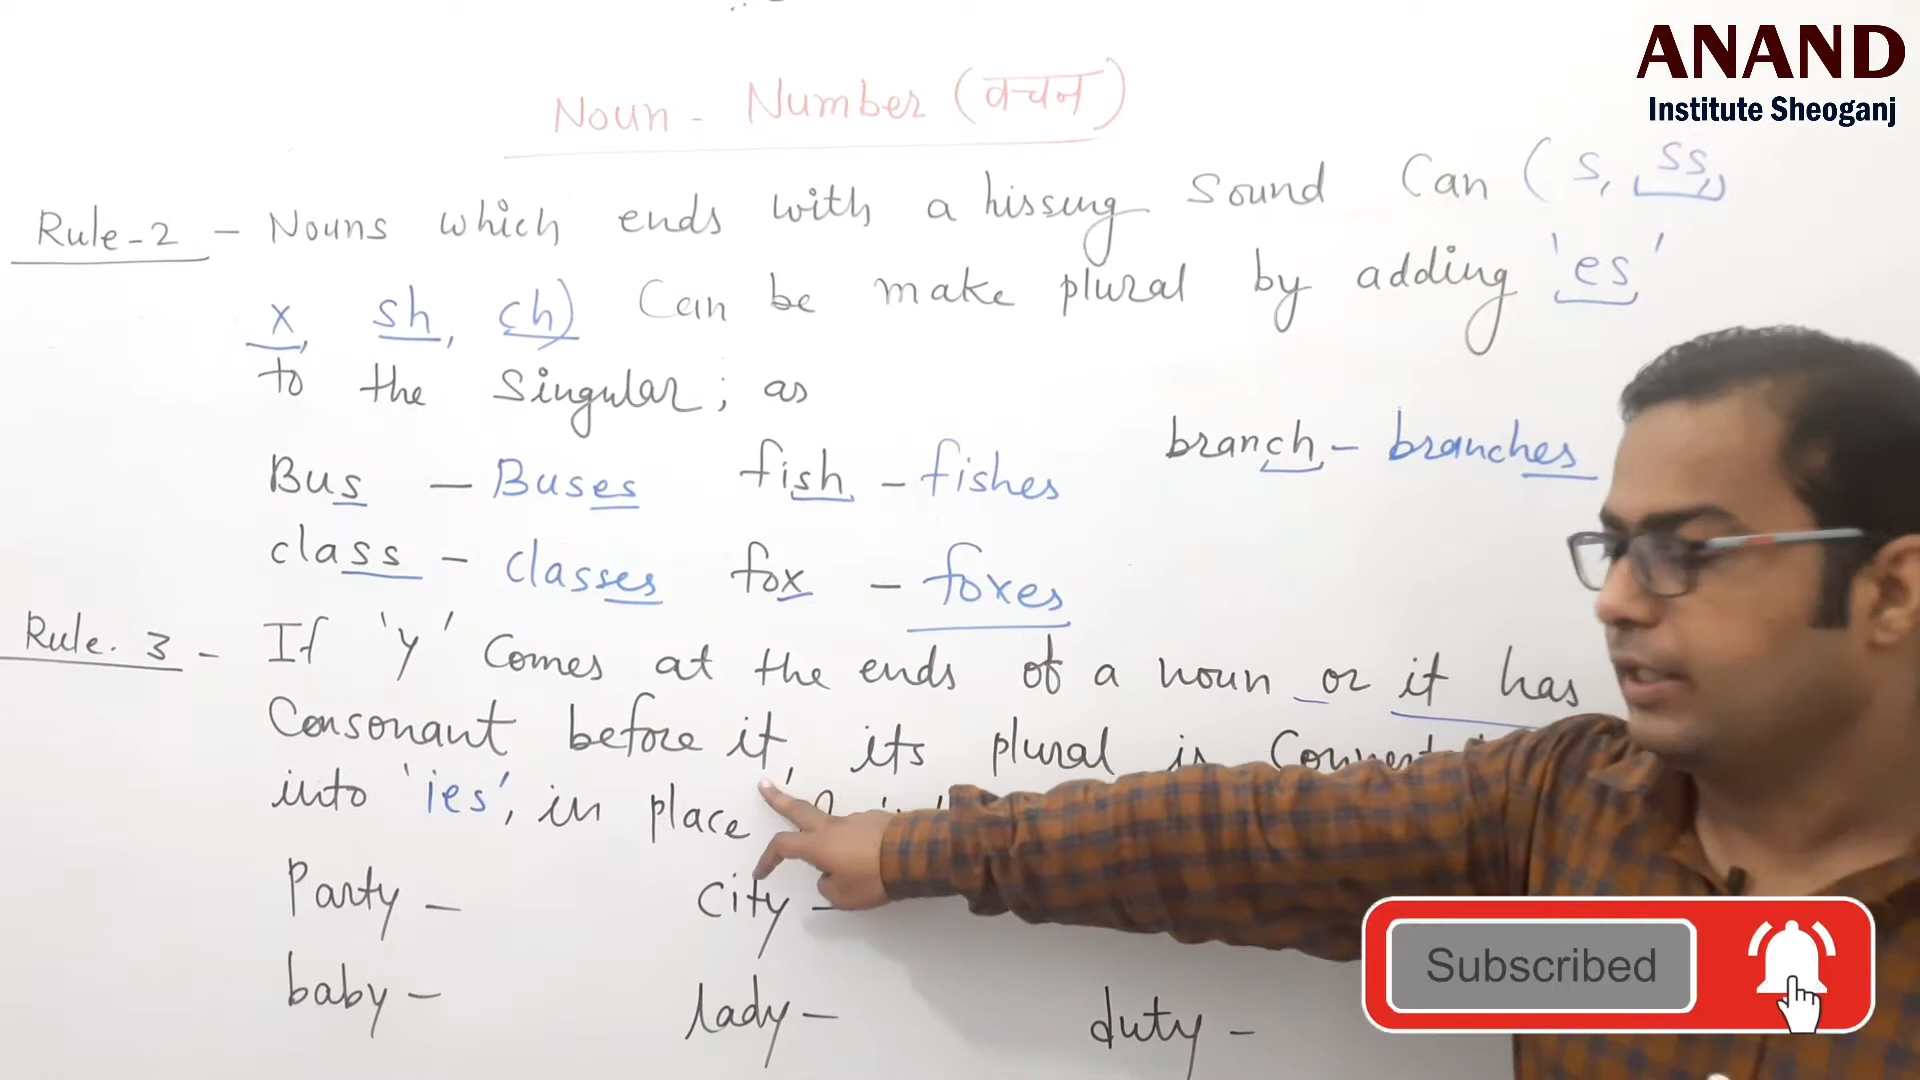 ANAND
Institute Sheoganj
Noun - Number (वचन)
Rule-2 - Nouns which ends with a hissing Sound Can (s, ss,
x, sh, ch) Can be make plural by adding 'es'
to the Singular; as
Bus - Buses fish - fishes branch - branches
class - classes fox - foxes
Rule. 3 - If 'y' Comes at the ends of a noun or it has
Consonant before it, its plural is
into 'ies', in place
Party - City -
baby - lady - duty -
Subscribed